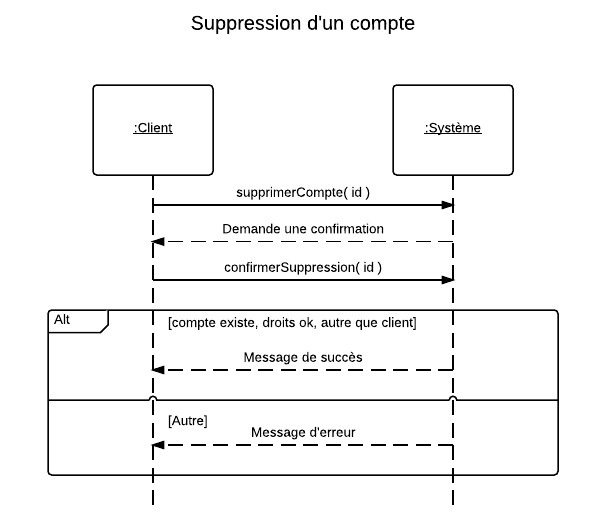 Suppression d'un compte
:Client
:Système
supprimerCompte( id )
Demande une confirmation
confirmerSuppression( id )
Alt
[compte existe, droits ok, autre que client]
Message de succès
[Autre]
Message d'erreur